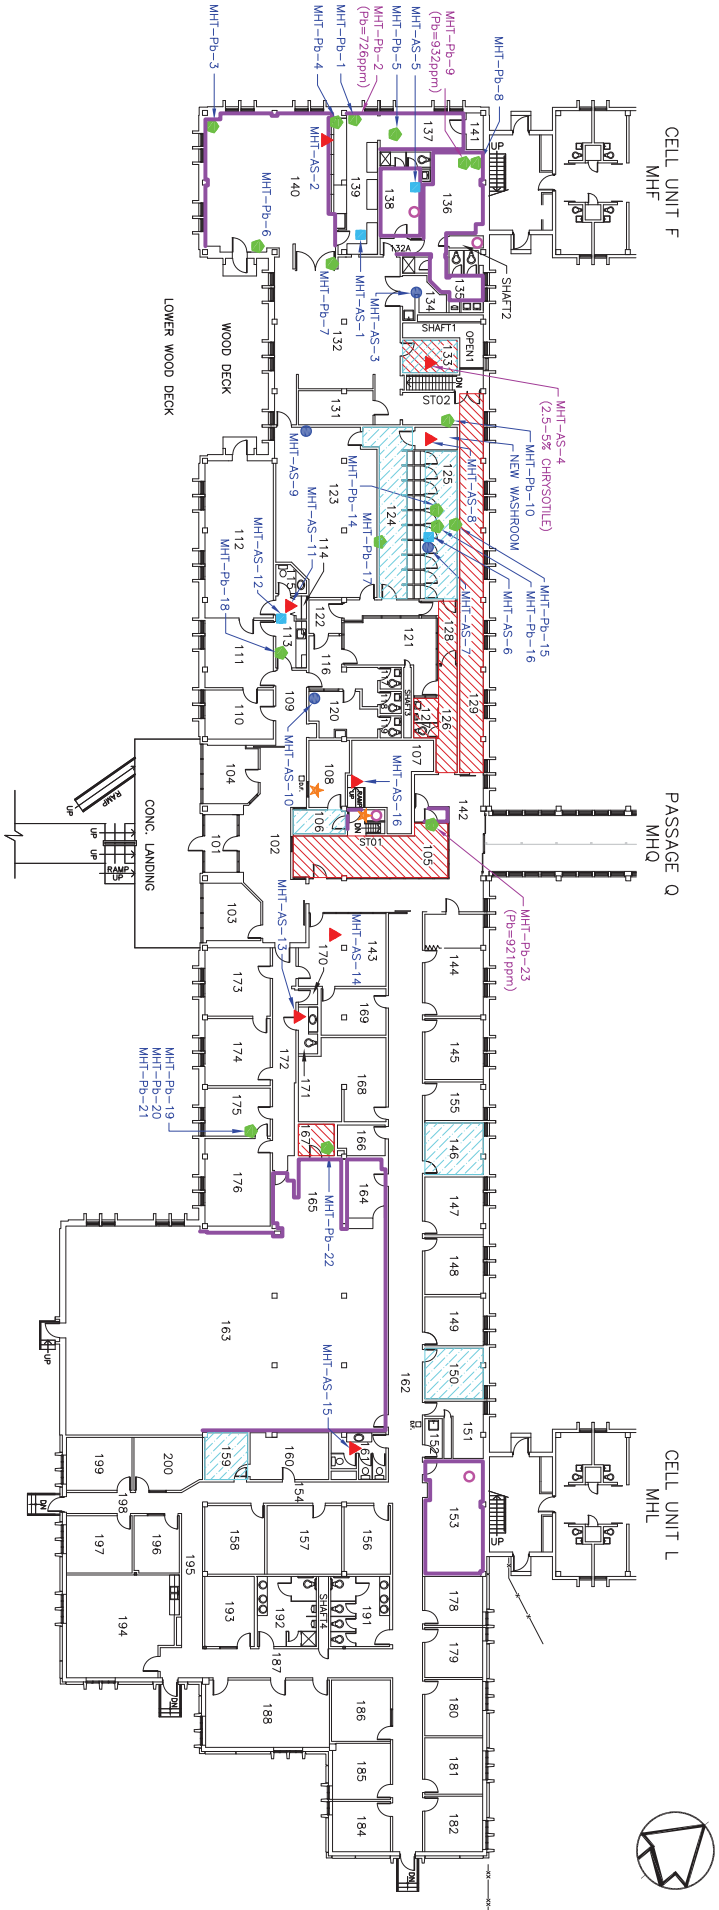 CELL UNIT F
MHF
PASSAGE Q
MHQ
CELL UNIT L
MHL
MHT-Pb-8
MHT-Pb-9
(Pb=932ppm)
MHT-AS-5
MHT-Pb-5
MHT-Pb-2
(Pb=726ppm)
MHT-Pb-1
MHT-Pb-4
MHT-Pb-3
MHT-AS-2
MHT-Pb-6
MHT-Pb-7
MHT-AS-1
MHT-AS-3
MHT-AS-4
(2.5-5% CHRYSOTILE)
MHT-Pb-10
NEW WASHROOM
MHT-AS-8
MHT-Pb-14
MHT-Pb-17
MHT-Pb-15
MHT-Pb-16
MHT-AS-6
MHT-AS-7
MHT-AS-9
MHT-AS-11
MHT-AS-12
MHT-Pb-18
MHT-AS-10
MHT-AS-16
MHT-Pb-23
(Pb=921ppm)
MHT-AS-14
MHT-AS-13
MHT-Pb-19
MHT-Pb-20
MHT-Pb-21
MHT-Pb-22
MHT-AS-15
141
UP
137
136
138
139
140
132A
SHAFT2
135
134
SHAFT1
OPEN1
132
133
DN
ST02
131
WOOD DECK
LOWER WOOD DECK
125
124
123
112
114
115
113
122
128
129
121
116
117
118
119
SHAFT3
127
126
111
110
109
120
108
107
UP
RAMP
DN
ST01
106
105
142
104
102
101
103
CONC. LANDING
RAMP
UP
UP
UP
RAMP
UP
D.F.
143
170
169
171
172
168
173
174
175
176
167
166
164
165
144
145
155
146
147
148
149
150
162
163
UP
D.F.
151
152
153
UP
161
160
159
154
200
199
198
DN
197
196
195
194
DN
158
157
156
193
192
191
SHAFT4
187
188
186
185
184
178
179
180
181
182
DN